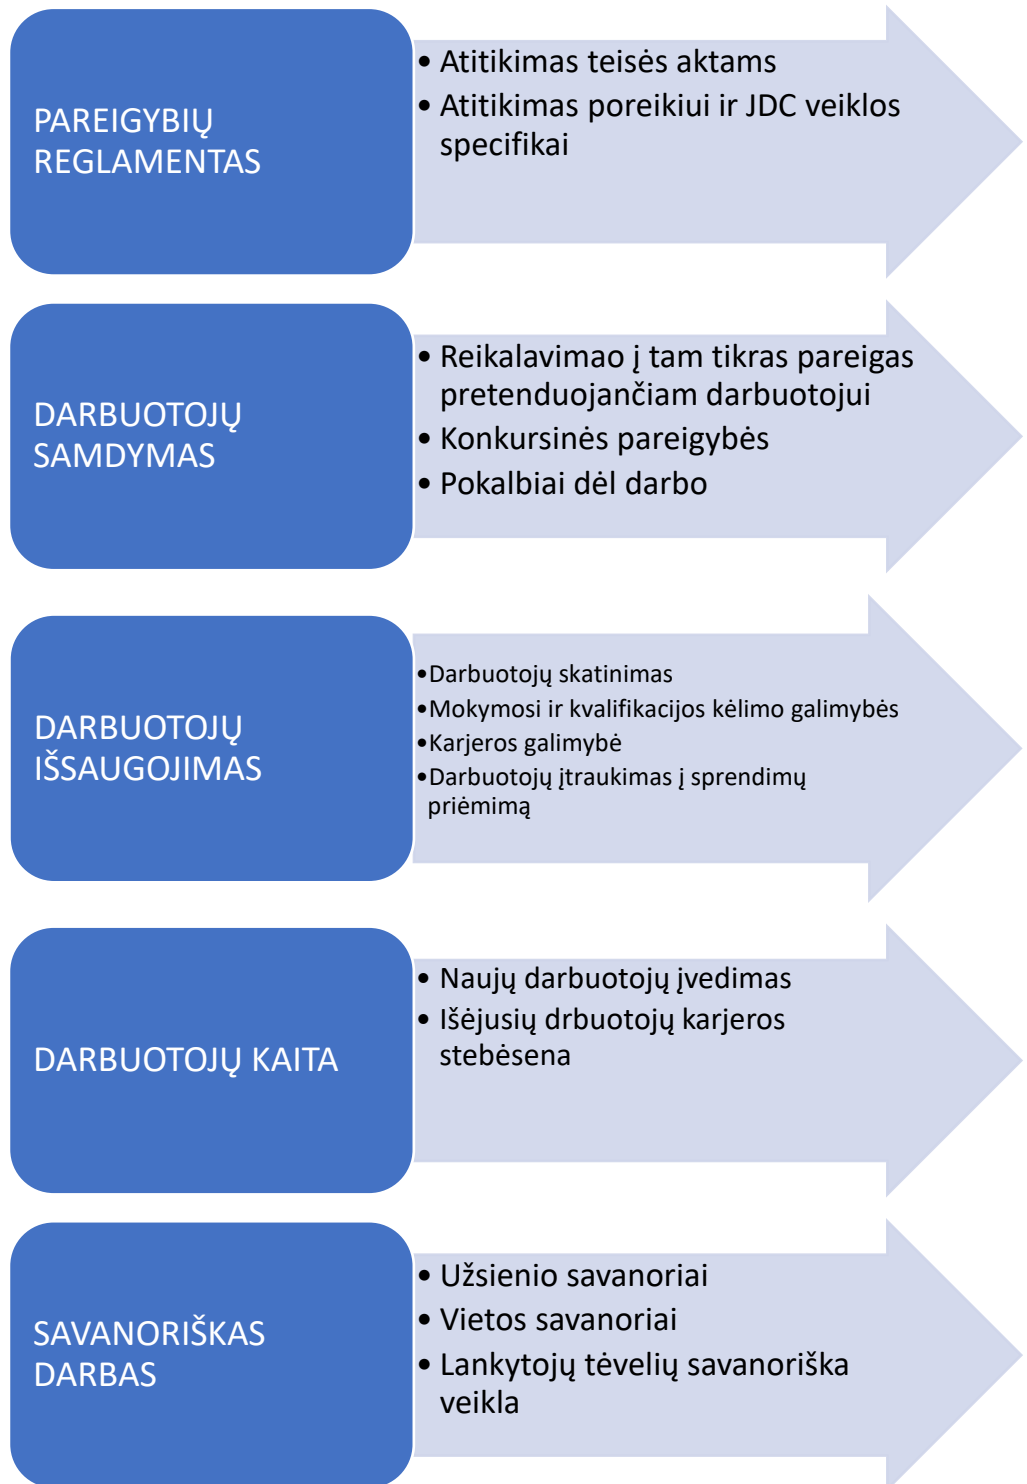 PAREIGYBIŲ
REGLAMENTAS
• Atitikimas teisės aktams
• Atitikimas poreikiui ir JDC veiklos
specifikai
DARBUOTOJŲ
SAMDYMAS
• Reikalavimao į tam tikras pareigas
pretenduojančiam darbuotojui
• Konkursinės pareigybės
• Pokalbiai dėl darbo
DARBUOTOJŲ
IŠSAUGOJIMAS
•Darbuotojų skatinimas
•Mokymosi ir kvalifikacijos kėlimo galimybės
•Karjeros galimybė
•Darbuotojų įtraukimas į sprendimų
priėmimą
DARBUOTOJŲ KAITA
• Naujų darbuotojų įvedimas
• Išėjusių drbuotojų karjeros
stebėsena
SAVANORIŠKAS
DARBAS
• Užsienio savanoriai
• Vietos savanoriai
• Lankytojų tėvelių savanoriška
veikla